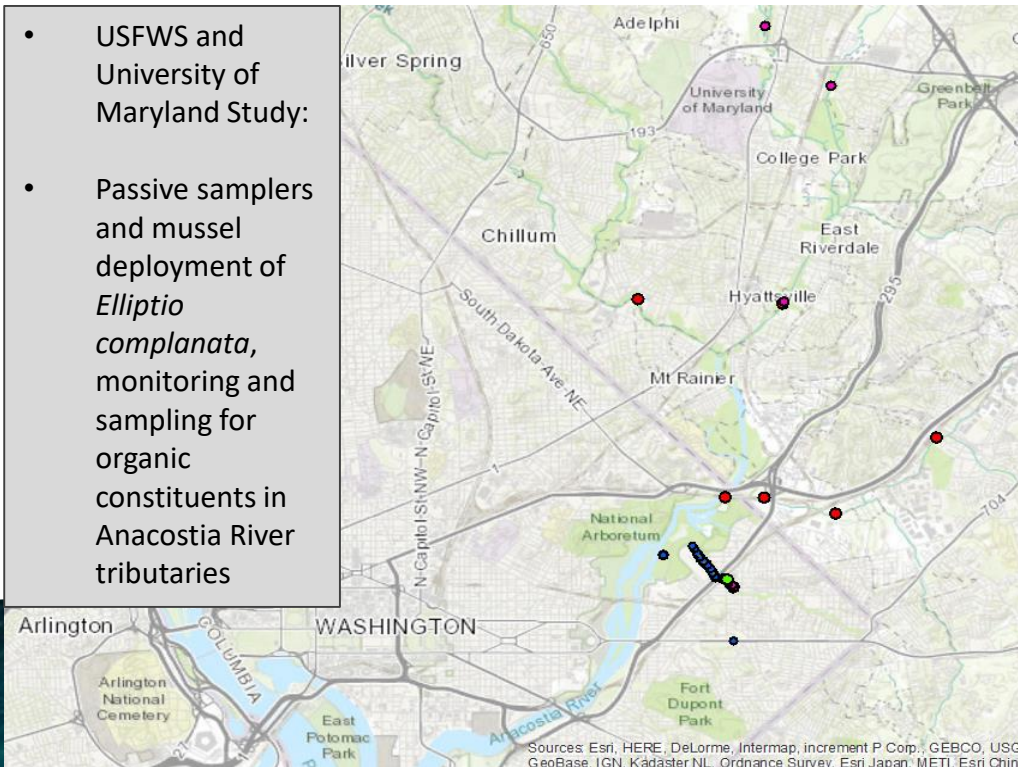 • USFWS and
University of
Maryland Study:
• Passive samplers
and mussel
deployment of
Elliptio
complanata,
monitoring and
sampling for
organic
constituents in
Anacostia River
tributaries
Adelphi
650
ilver Spring
University
of Maryland
Greenbelt
Park
193
College Park
East
Riverdale
Chillum
Hyattsville
295
South Dakota Ave NE
Mt Rainier
N Capitol St NW
N Capitol St NE
1
704
National
Arboretum
Arlington
WASHINGTON
COLUMBIA
Arlington
National
Cemetery
East
Potomac
Park
Anacostia River
Fort
Dupont
Park
Sources: Esri, HERE, DeLorme, Intermap, increment P Corp., GEBCO, USG
GeoBase, IGN, Kadaster NL, Ordnance Survey, Esri Japan, METI, Esri Chin